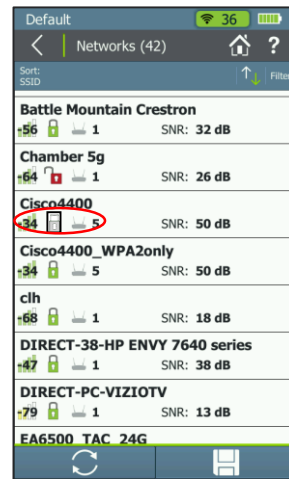 Default 36
Networks (42) ?
Sort:
SSID Filter
Battle Mountain Crestron
-56 1 SNR: 32 dB
Chamber 5g
-64 1 SNR: 26 dB
Cisco4400
-34 5 SNR: 50 dB
Cisco4400_WPA2only
-34 5 SNR: 50 dB
clh
-68 1 SNR: 18 dB
DIRECT-38-HP ENVY 7640 series
-47 1 SNR: 38 dB
DIRECT-PC-VIZIOTV
-79 1 SNR: 13 dB
EA6500_TAC_24G